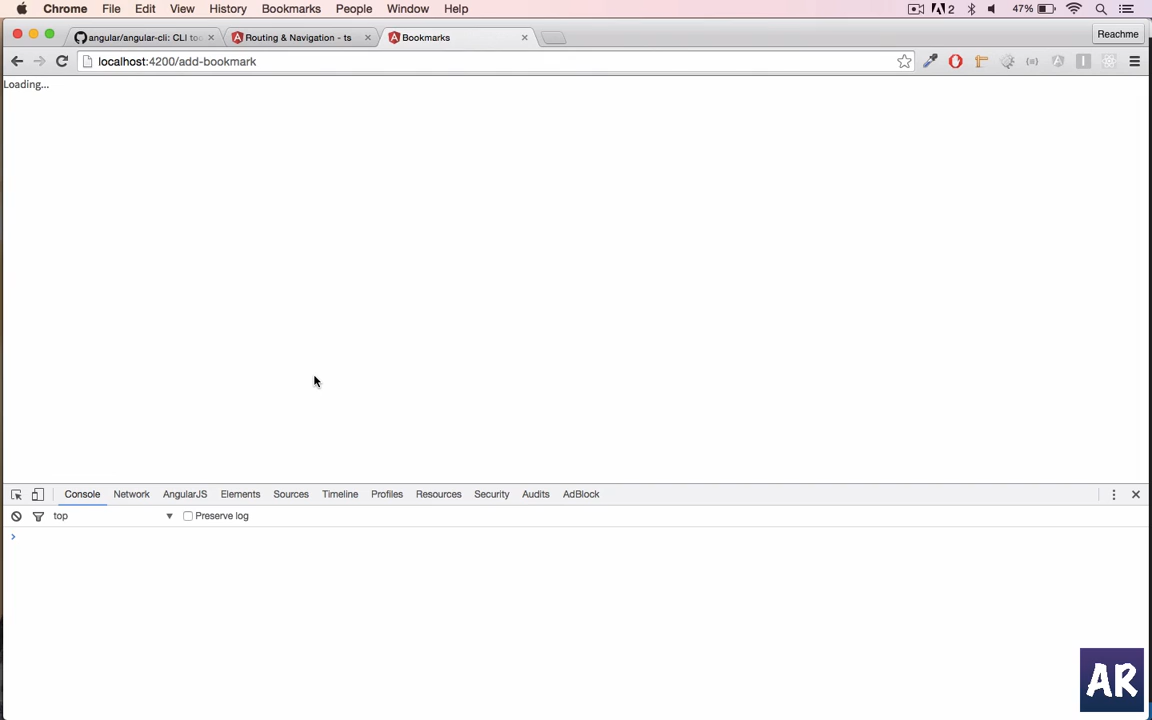 Chrome File Edit View History Bookmarks People Window Help 2 47%
angular/angular-cli: CLI too Routing & Navigation - ts Bookmarks Reachme
localhost:4200/add-bookmark
Loading...
Console Network AngularJS Elements Sources Timeline Profiles Resources Security Audits AdBlock
top Preserve log
AR